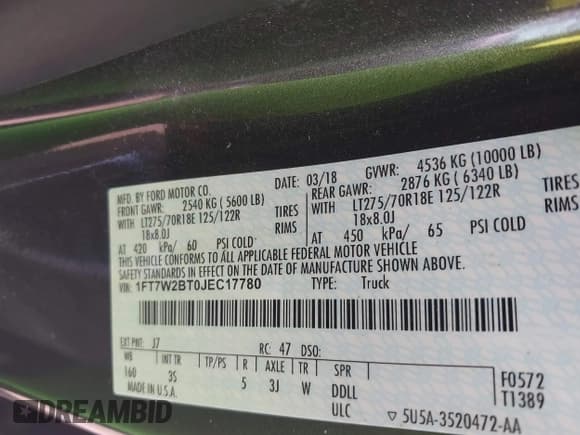 MFD. BY FORD MOTOR CO.
DATE: 03/18 GVWR: 4536 KG (10000 LB)
FRONT GAWR: 2540 KG ( 5600 LB) REAR GAWR: 2876 KG ( 6340 LB)
WITH LT275/70R18E 125/122R TIRES WITH LT275/70R18E 125/122R TIRES
18x8.0J RIMS 18x8.0J RIMS
AT 420 kPa/ 60 PSI COLD AT 450 kPa/ 65 PSI COLD
THIS VEHICLE CONFORMS TO ALL APPLICABLE FEDERAL MOTOR VEHICLE
SAFETY STANDARDS IN EFFECT ON THE DATE OF MANUFACTURE SHOWN ABOVE.
VIN: 1FT7W2BT0JEC17780 TYPE: Truck
EXT PNT: J7 RC: 47 DSO:
WB INT TR TP/PS R AXLE TR SPR F0572
160 3S 5 3J W DDLL T1389
MADE IN U.S.A. ULC ▽ 5U5A-3520472-AA
DREAMBID